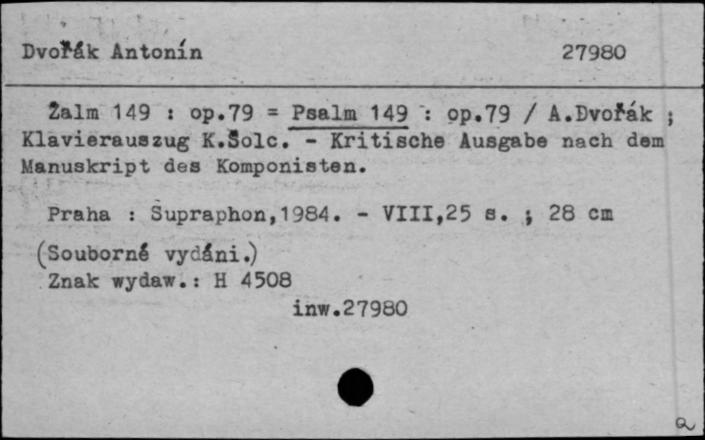 Dvořák Antonín 27980
Žalm 149 : op.79 = Psalm 149 : op.79 / A.Dvořák ;
Klavierauszug K.Šolc. - Kritische Ausgabe nach dem
Manuskript des Komponisten.
Praha : Supraphon,1984. - VIII,25 s. ; 28 cm
(Souborné vydáni.)
Znak wydaw.: H 4508
inw.27980